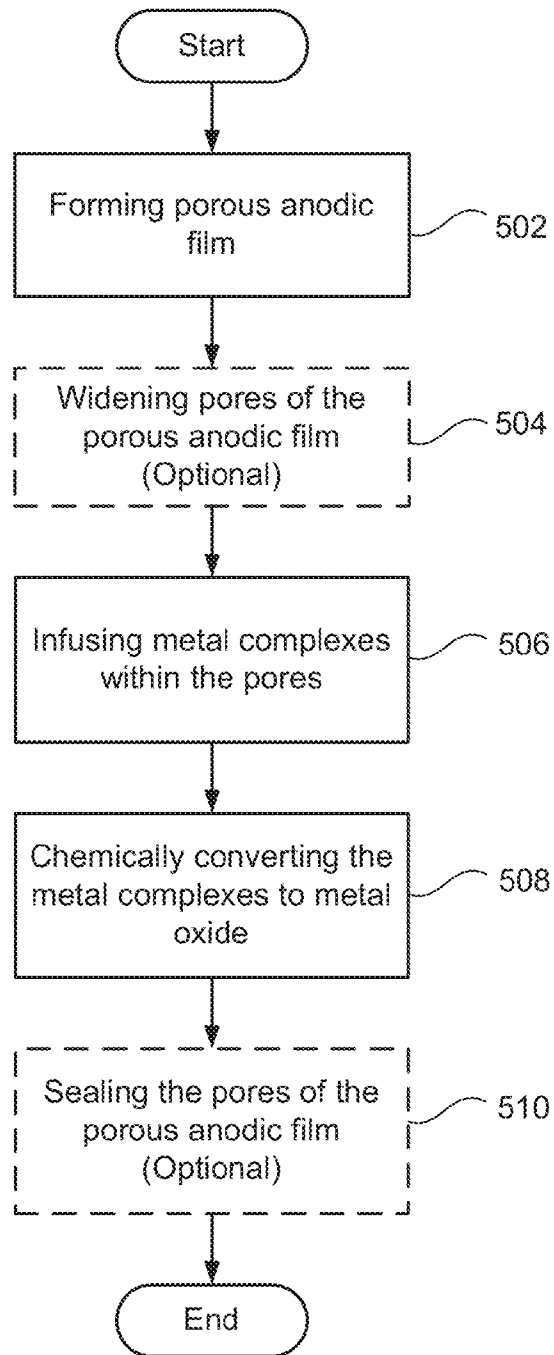 Start
Forming porous anodic
film
502
Widening pores of the
porous anodic film
(Optional)
504
Infusing metal complexes
within the pores
506
Chemically converting the
metal complexes to metal
oxide
508
Sealing the pores of the
porous anodic film
(Optional)
510
End